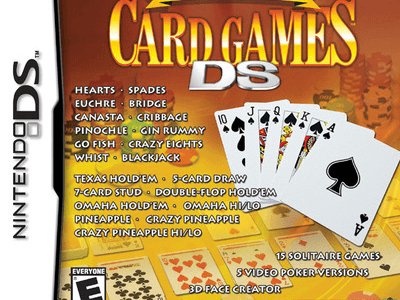 CARD GAMES
DS
NINTENDO DS™
HEARTS · SPADES
EUCHRE · BRIDGE
CANASTA · CRIBBAGE
PINOCHLE · GIN RUMMY
GO FISH · CRAZY EIGHTS
WHIST · BLACKJACK
10 J Q K A
TEXAS HOLD'EM · 5-CARD DRAW
7-CARD STUD · DOUBLE-FLOP HOLD'EM
OMAHA HOLD'EM · OMAHA HI/LO
PINEAPPLE · CRAZY PINEAPPLE
CRAZY PINEAPPLE HI/LO
15 SOLITAIRE GAMES
5 VIDEO POKER VERSIONS
3D FACE CREATOR
EVERYONE
E